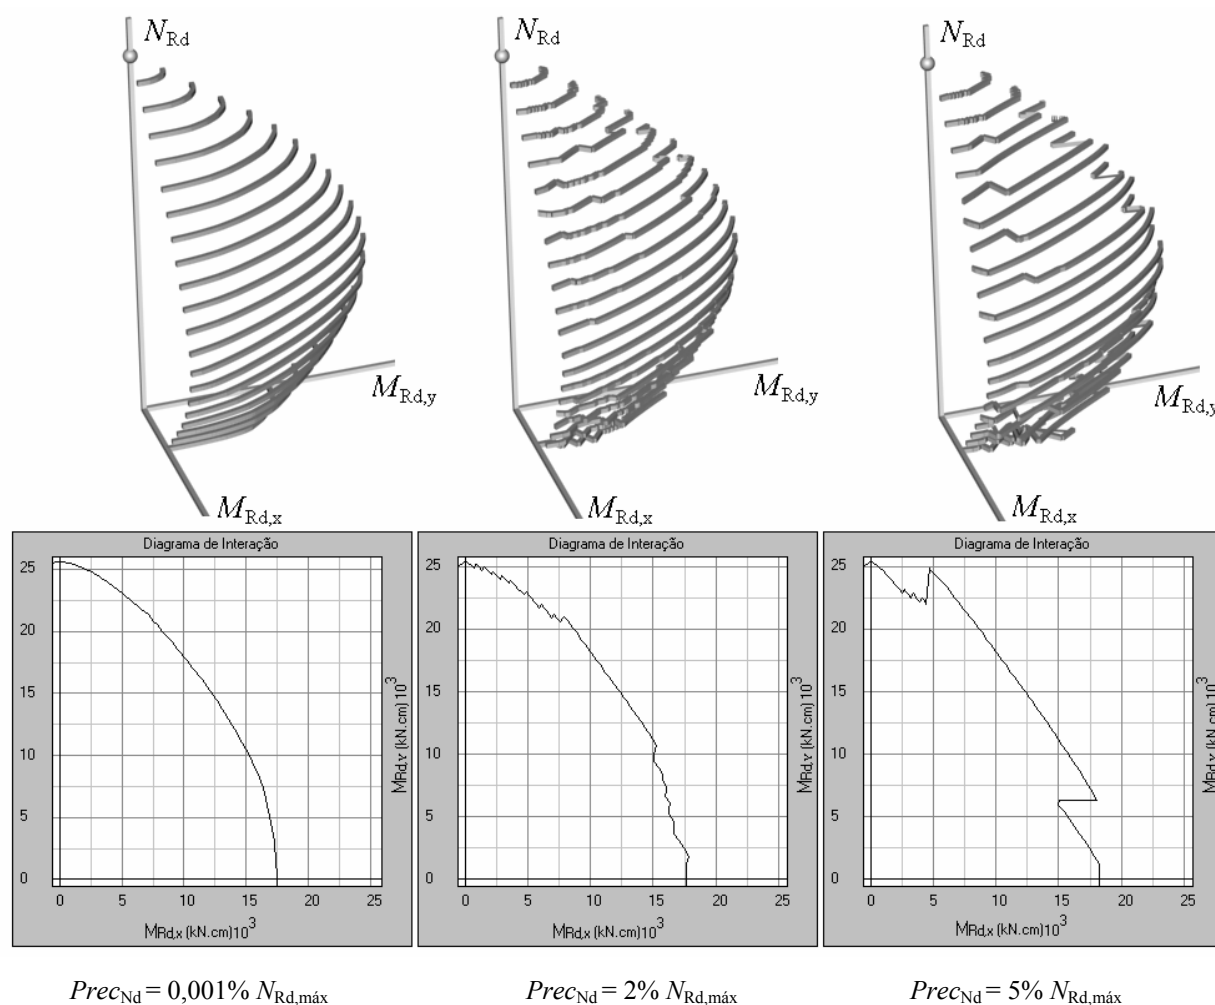 N_Rd N_Rd N_Rd
M_Rd,y M_Rd,y M_Rd,y
M_Rd,x M_Rd,x M_Rd,x
Diagrama de Interação
25
20
15
10
5
0
0 5 10 15 20 25
MRd,x (kN.cm)10³
MRd,y (kN.cm)10³
Diagrama de Interação
25
20
15
10
5
0
0 5 10 15 20 25
MRd,x (kN.cm)10³
MRd,y (kN.cm)10³
Diagrama de Interação
25
20
15
10
5
0
0 5 10 15 20 25
MRd,x (kN.cm)10³
MRd,y (kN.cm)10³
Prec_Nd = 0,001% N_Rd,máx Prec_Nd = 2% N_Rd,máx Prec_Nd = 5% N_Rd,máx